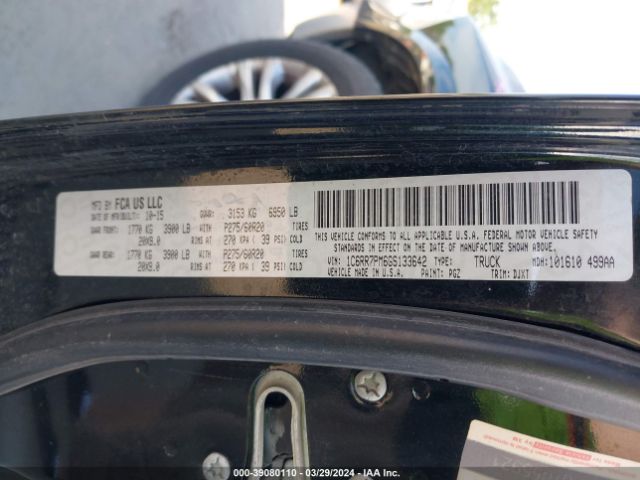 MFD BY FCA US LLC
DATE OF MFR/BUILT: 10-15 GVWR: 3153 KG 6950 LB
GAWR FRONT: 1770 KG 3900 LB P275/60R20 TIRES
20X9.0 RIMS AT 270 KPA ( 39 PSI) COLD
GAWR REAR: 1770 KG 3900 LB P275/60R20 TIRES
20X9.0 RIMS AT 270 KPA ( 39 PSI) COLD
THIS VEHICLE CONFORMS TO ALL APPLICABLE U.S.A. FEDERAL MOTOR VEHICLE SAFETY
STANDARDS IN EFFECT ON THE DATE OF MANUFACTURE SHOWN ABOVE.
VIN: 1C6RR7PM6GS133642 TYPE: TRUCK MDH: 101610 499AA
VEHICLE MADE IN U.S.A. PAINT: PGZ TRIM: DJXT
000-39080110 - 03/29/2024 - IAA Inc.